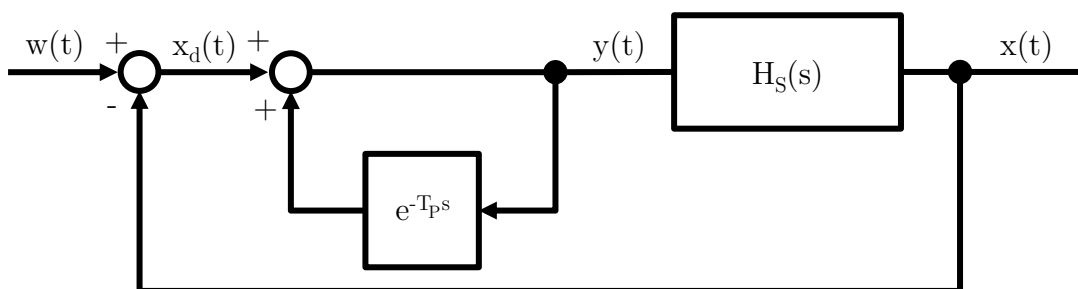 w(t)
+
-
x_d(t)
+
+
y(t)
H_S(s)
x(t)
e^{-T_P s}